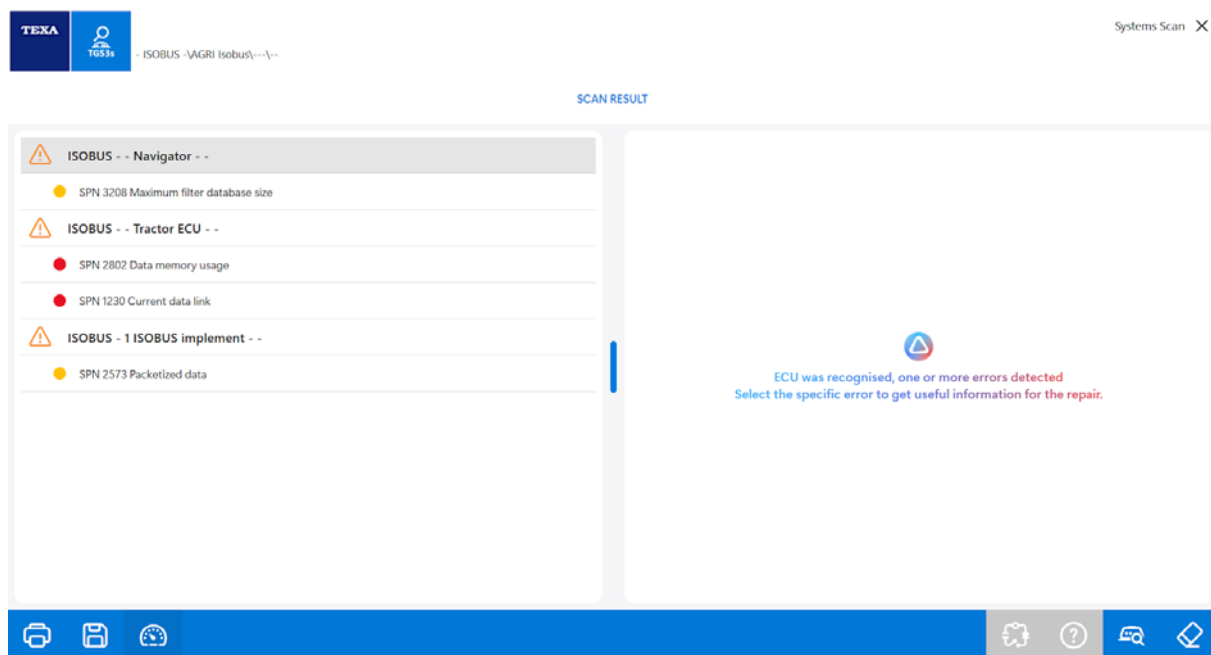 TEXA
TGS3s
- ISOBUS -\AGRI Isobus\---\--
Systems Scan
SCAN RESULT
ISOBUS - - Navigator - -
SPN 3208 Maximum filter database size
ISOBUS - - Tractor ECU - -
SPN 2802 Data memory usage
SPN 1230 Current data link
ISOBUS - 1 ISOBUS implement - -
SPN 2573 Packetized data
ECU was recognised, one or more errors detected
Select the specific error to get useful information for the repair.